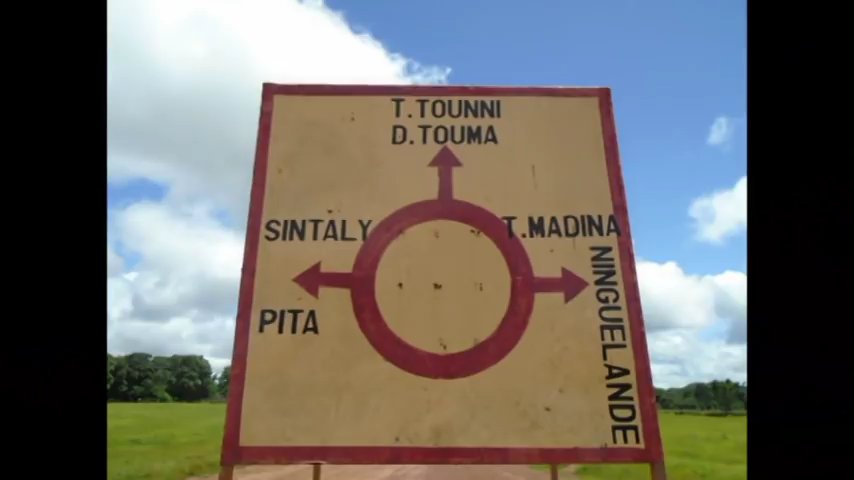 T.TOUNNI
D.TOUMA
SINTALY
T.MADINA
PITA
NINGUELANDE